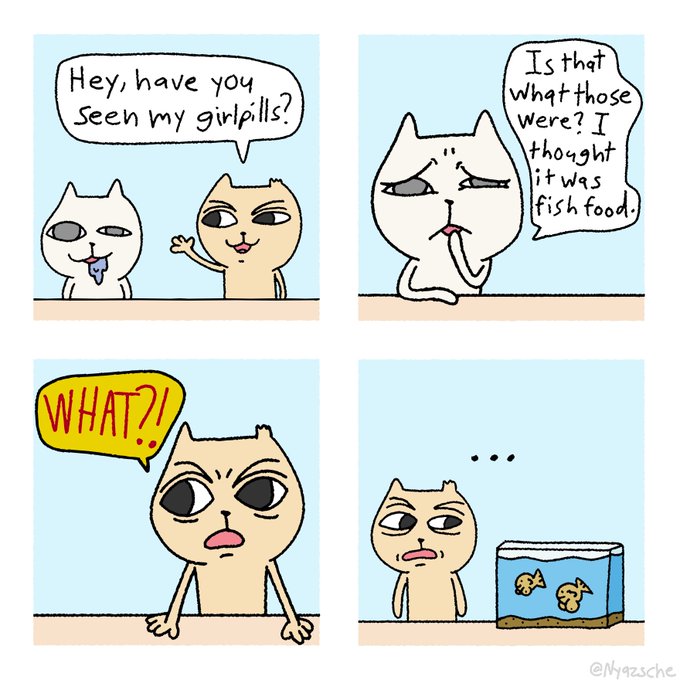 Hey, have you
seen my girlpills?
Is that
what those
were? I
thought
it was
fish food.
WHAT?!
...
@Nyazsche